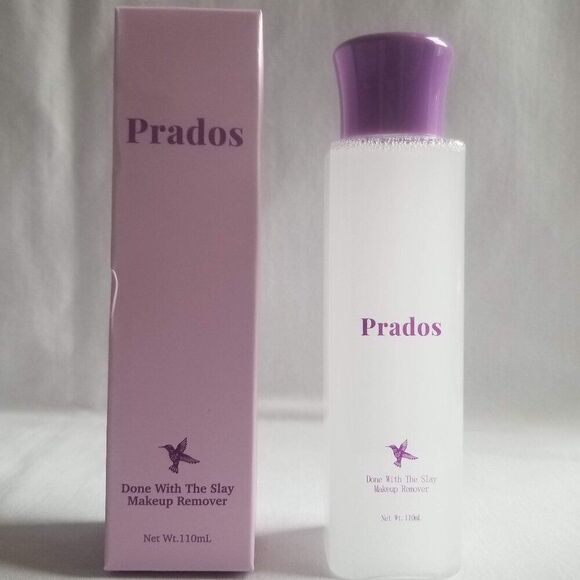 Prados
Done With The Slay
Makeup Remover
Net Wt.110mL
Prados
Done With The Slay
Makeup Remover
Net Wt.110mL